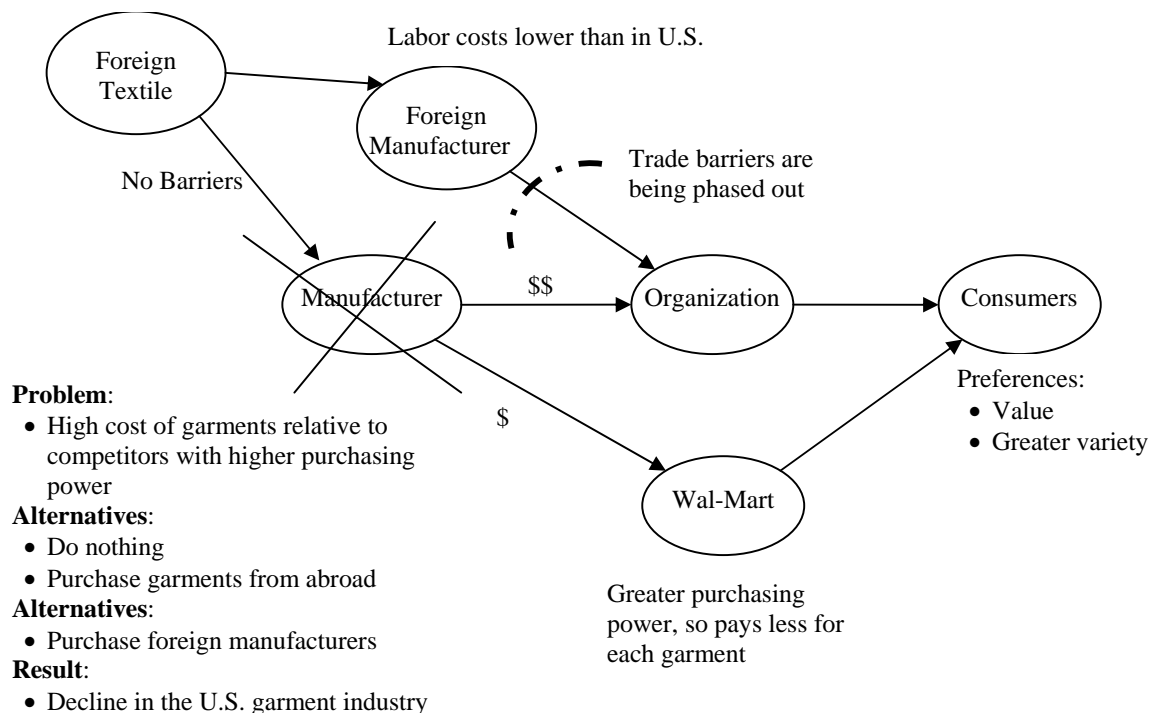 Labor costs lower than in U.S.
Foreign
Textile
Foreign
Manufacturer
Trade barriers are
being phased out
No Barriers
Manufacturer
$$
Organization
Consumers
Problem:
• High cost of garments relative to
competitors with higher purchasing
power
Alternatives:
• Do nothing
• Purchase garments from abroad
Alternatives:
• Purchase foreign manufacturers
Result:
• Decline in the U.S. garment industry
$
Preferences:
• Value
• Greater variety
Wal-Mart
Greater purchasing
power, so pays less for
each garment